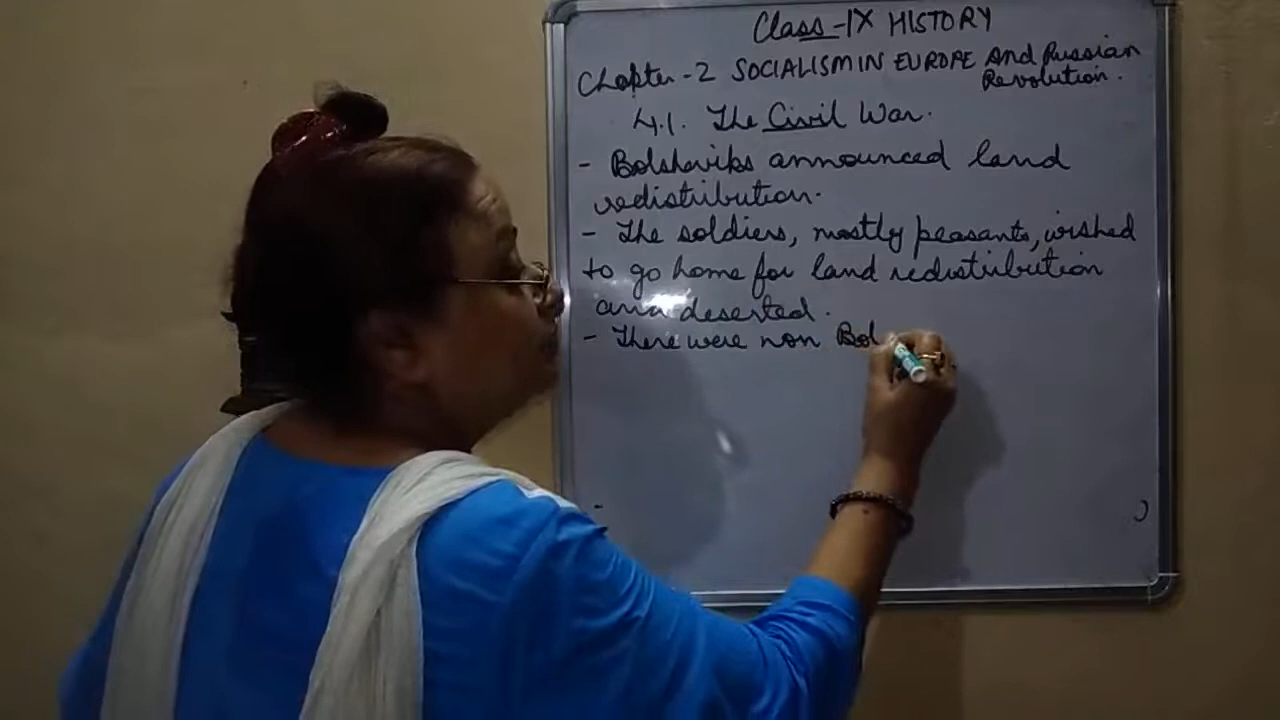 Class-IX HISTORY
Chapter-2 SOCIALISM IN EUROPE And Russian
Revolution.
4.1. The Civil War.
- Bolsheviks announced land
redistribution.
- The soldiers, mostly peasants, wished
to go home for land redistribution
and deserted.
- There were non Bol